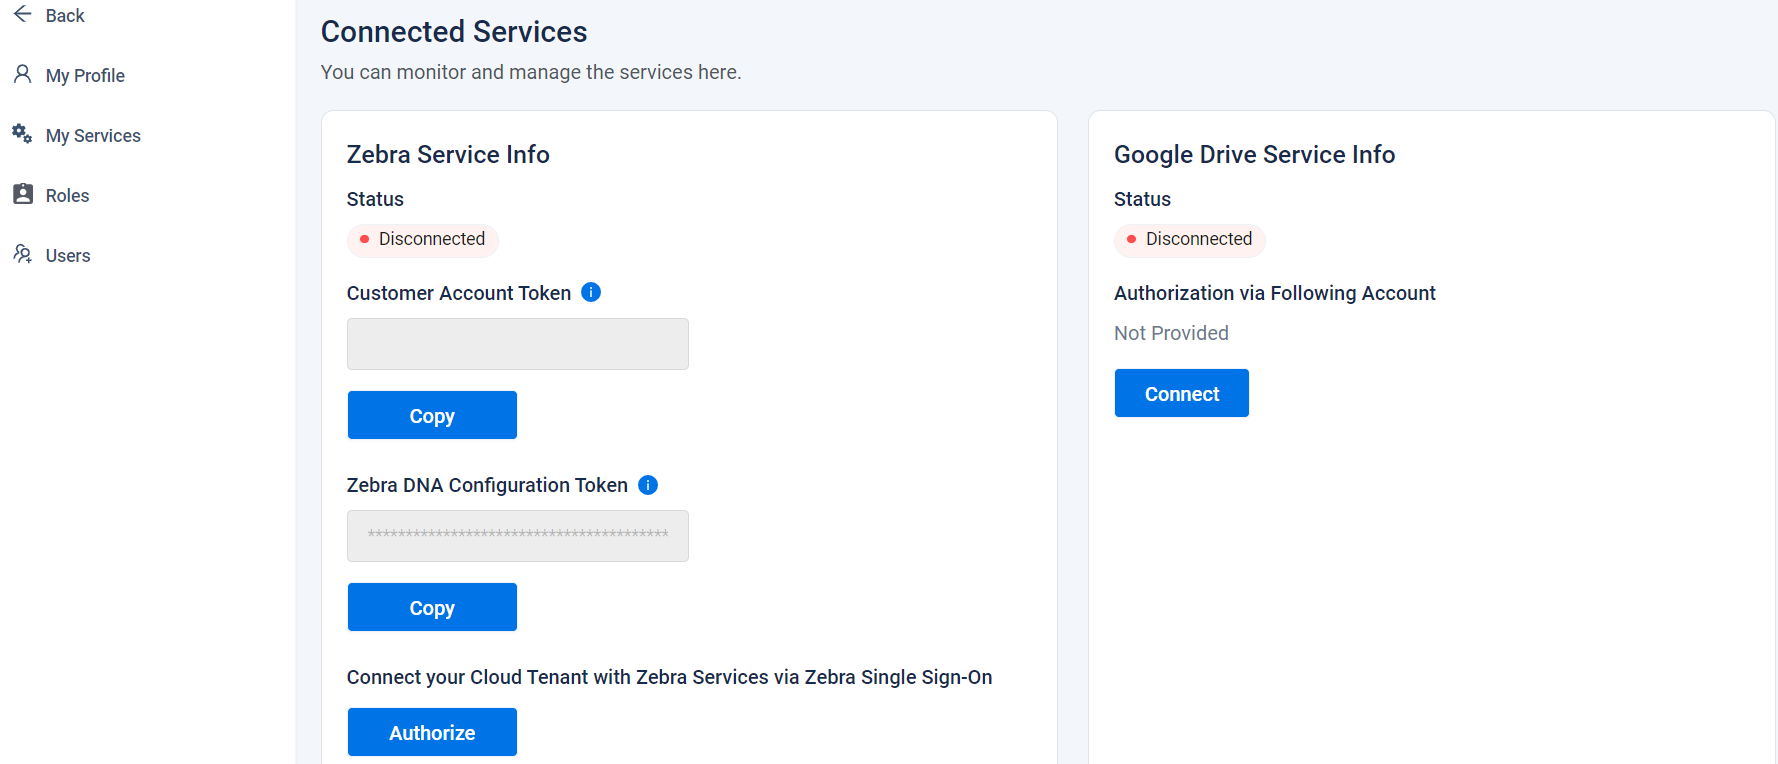 Back
My Profile
My Services
Roles
Users
Connected Services
You can monitor and manage the services here.
Zebra Service Info
Status
Disconnected
Customer Account Token
Copy
Zebra DNA Configuration Token
****************************************
Copy
Connect your Cloud Tenant with Zebra Services via Zebra Single Sign-On
Authorize
Google Drive Service Info
Status
Disconnected
Authorization via Following Account
Not Provided
Connect